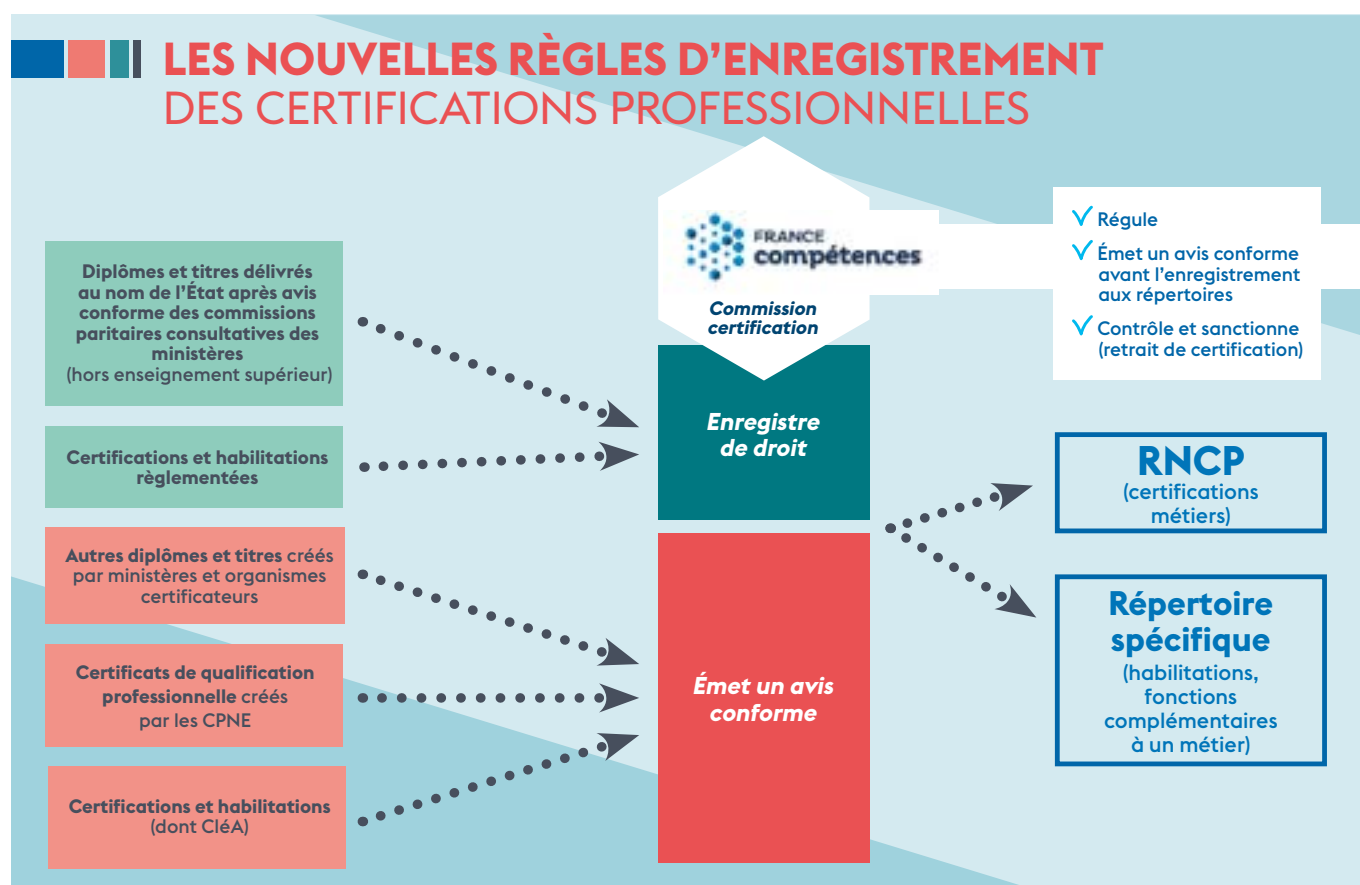 LES NOUVELLES RÈGLES D'ENREGISTREMENT
DES CERTIFICATIONS PROFESSIONNELLES
Diplômes et titres délivrés
au nom de l'État après avis
conforme des commissions
paritaires consultatives des
ministères
(hors enseignement supérieur)
Certifications et habilitations
règlementées
Autres diplômes et titres créés
par ministères et organismes
certificateurs
Certificats de qualification
professionnelle créés
par les CPNE
Certifications et habilitations
(dont CléA)
FRANCE
compétences
Commission
certification
Enregistre
de droit
Émet un avis
conforme
Régule
Émet un avis conforme
avant l'enregistrement
aux répertoires
Contrôle et sanctionne
(retrait de certification)
RNCP
(certifications
métiers)
Répertoire
spécifique
(habilitations,
fonctions
complémentaires
à un métier)